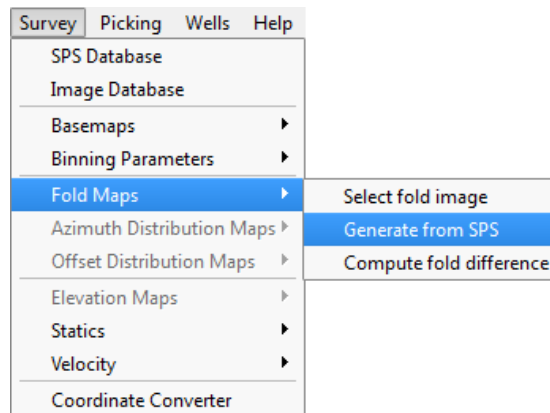 Survey Picking Wells Help
SPS Database
Image Database
Basemaps
Binning Parameters
Fold Maps
Select fold image
Azimuth Distribution Maps
Generate from SPS
Offset Distribution Maps
Compute fold difference
Elevation Maps
Statics
Velocity
Coordinate Converter